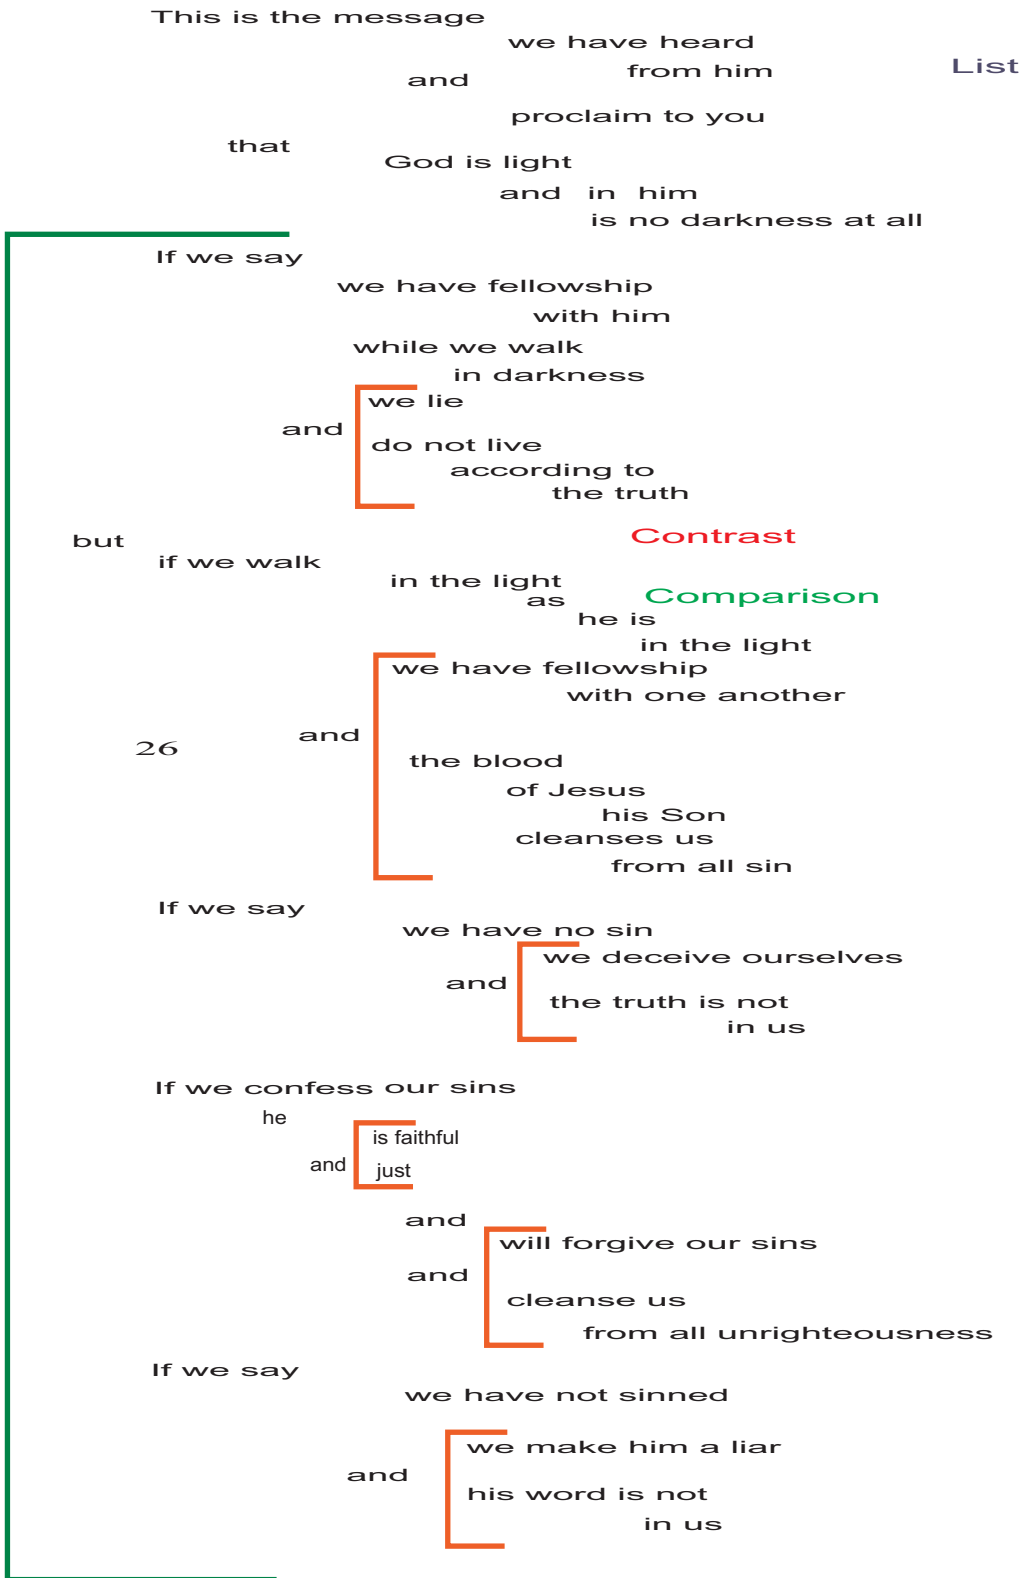 This is the message
we have heard
from him
List
and
proclaim to you
that
God is light
and in him
is no darkness at all
If we say
we have fellowship
with him
while we walk
in darkness
we lie
and
do not live
according to
the truth
Contrast
but
if we walk
in the light
as
Comparison
he is
in the light
we have fellowship
with one another
and
26
the blood
of Jesus
his Son
cleanses us
from all sin
If we say
we have no sin
we deceive ourselves
and
the truth is not
in us
If we confess our sins
he
is faithful
and
just
and
will forgive our sins
and
cleanse us
from all unrighteousness
If we say
we have not sinned
we make him a liar
and
his word is not
in us